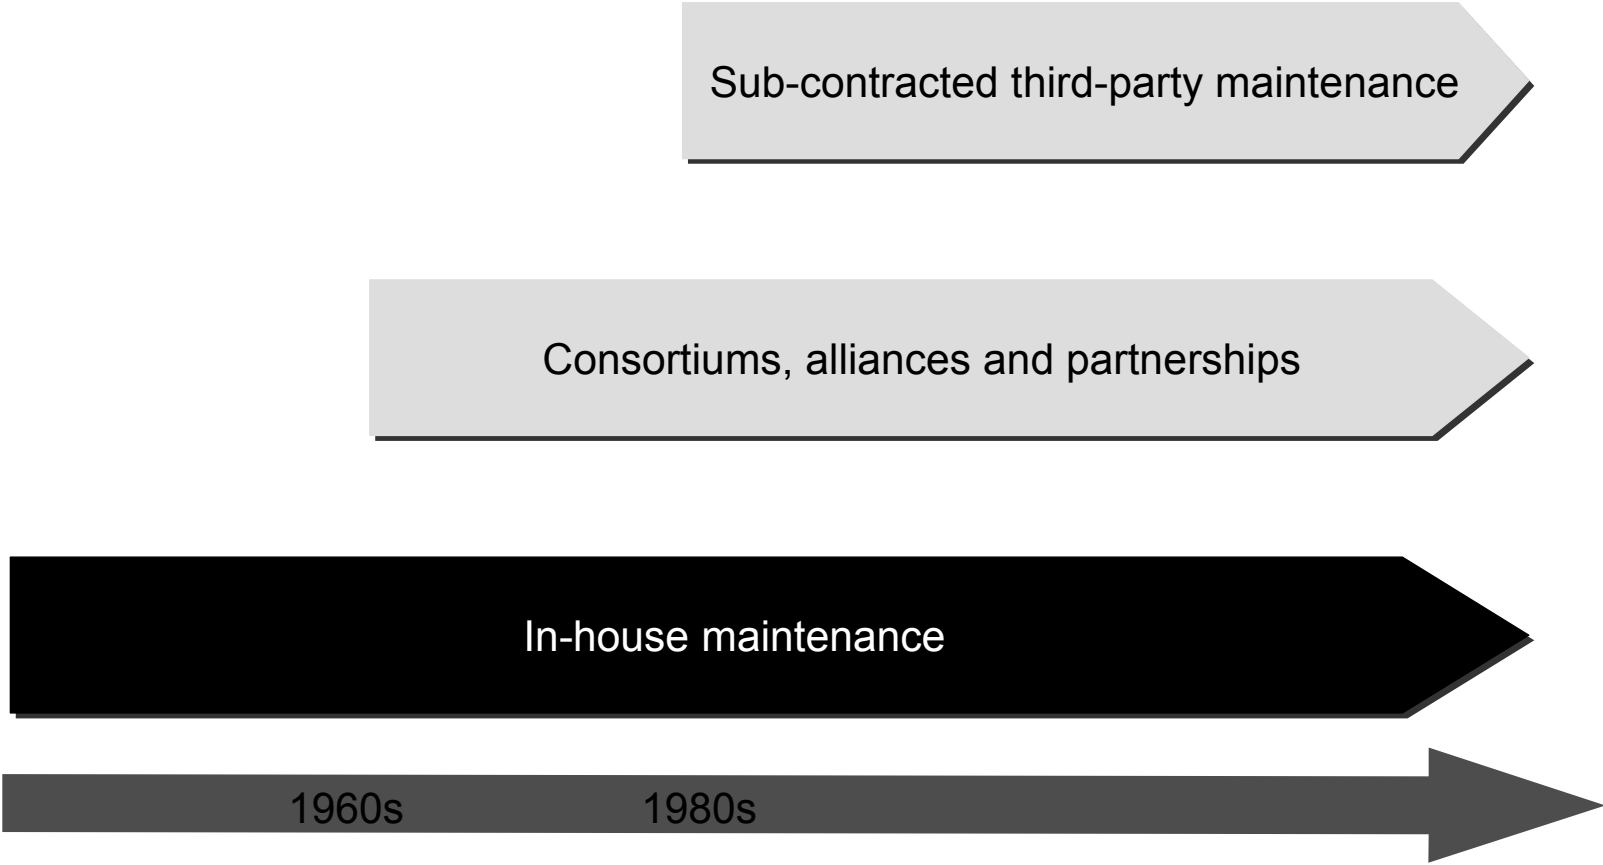 Sub-contracted third-party maintenance
Consortiums, alliances and partnerships
In-house maintenance
1960s 1980s